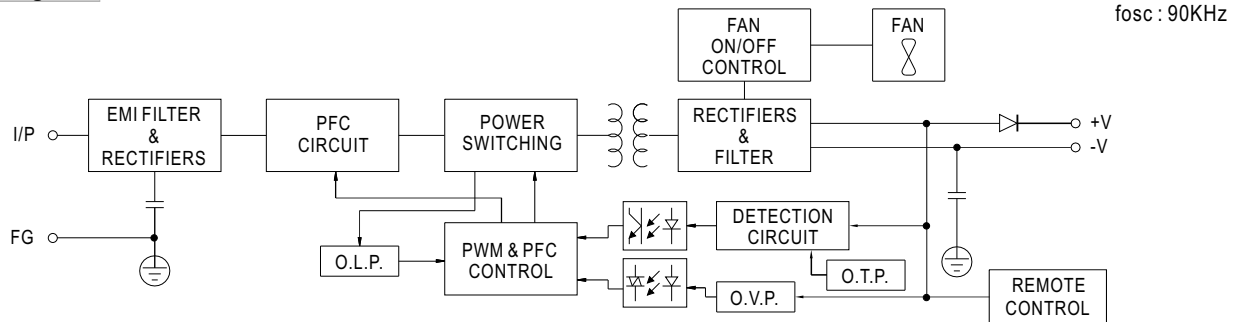 fosc : 90KHz
FAN
ON/OFF
CONTROL
FAN
I/P
EMI FILTER
&
RECTIFIERS
PFC
CIRCUIT
POWER
SWITCHING
RECTIFIERS
&
FILTER
+V
-V
FG
O.L.P.
PWM & PFC
CONTROL
DETECTION
CIRCUIT
O.T.P.
O.V.P.
REMOTE
CONTROL